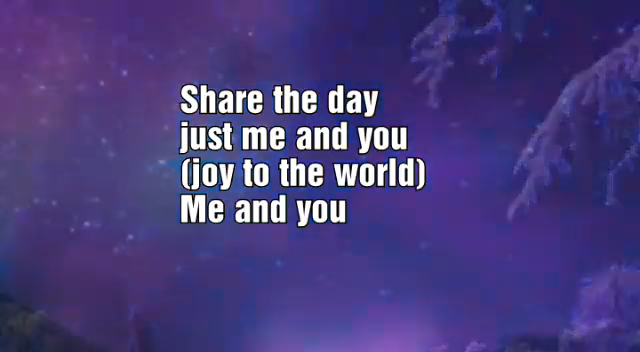 Share the day
just me and you
(joy to the world)
Me and you